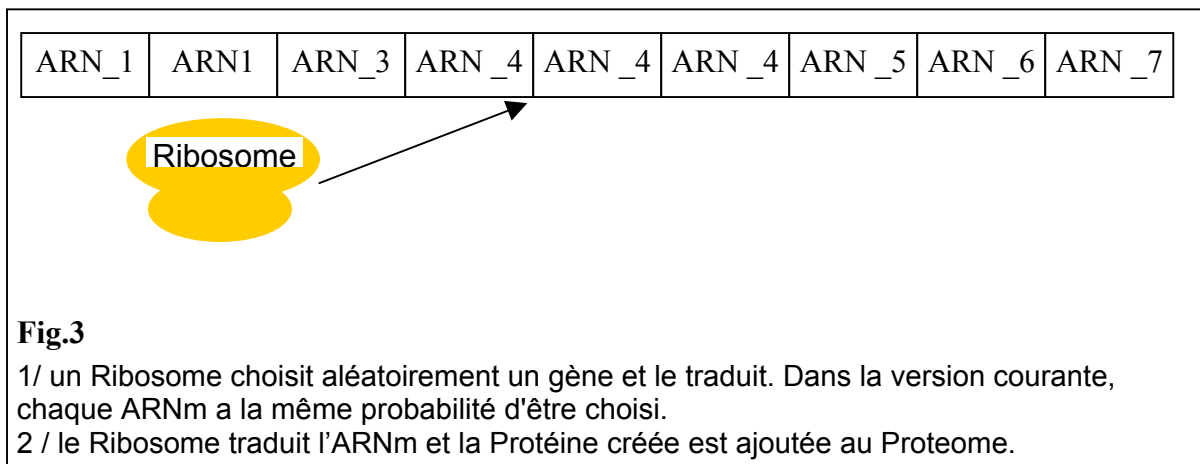 ARN_1 ARN1 ARN_3 ARN _4 ARN _4 ARN _4 ARN _5 ARN _6 ARN _7
Ribosome
Fig.3
1/ un Ribosome choisit aléatoirement un gène et le traduit. Dans la version courante,
chaque ARNm a la même probabilité d'être choisi.
2 / le Ribosome traduit l’ARNm et la Protéine créée est ajoutée au Proteome.